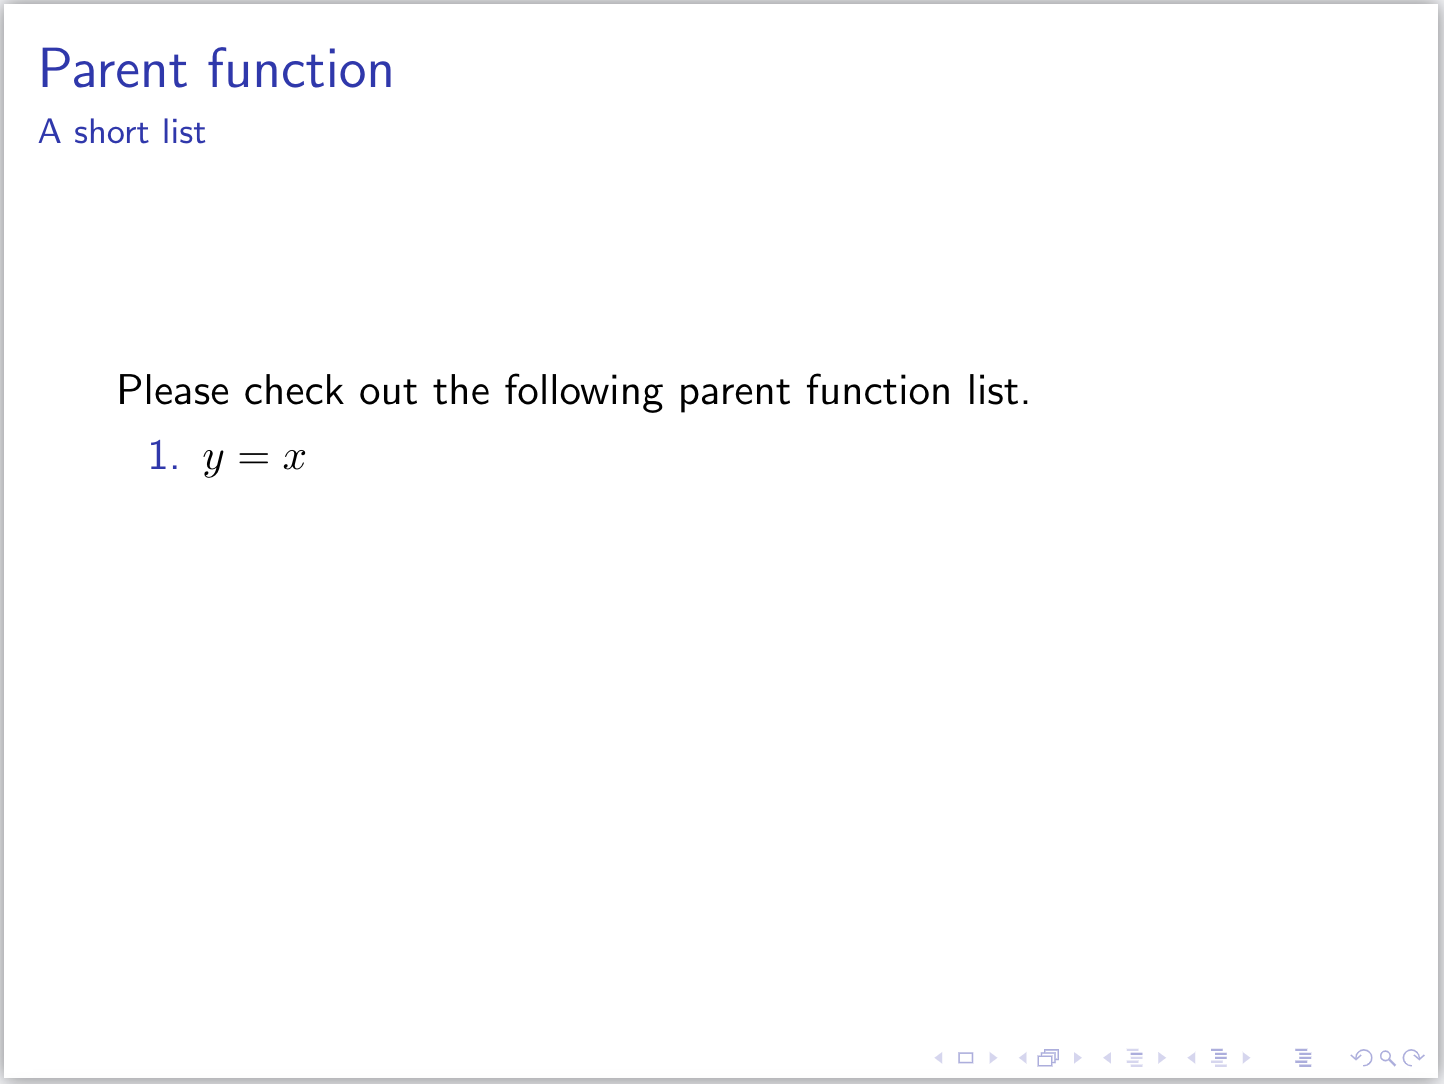 Parent function
A short list
Please check out the following parent function list.
1. y = x